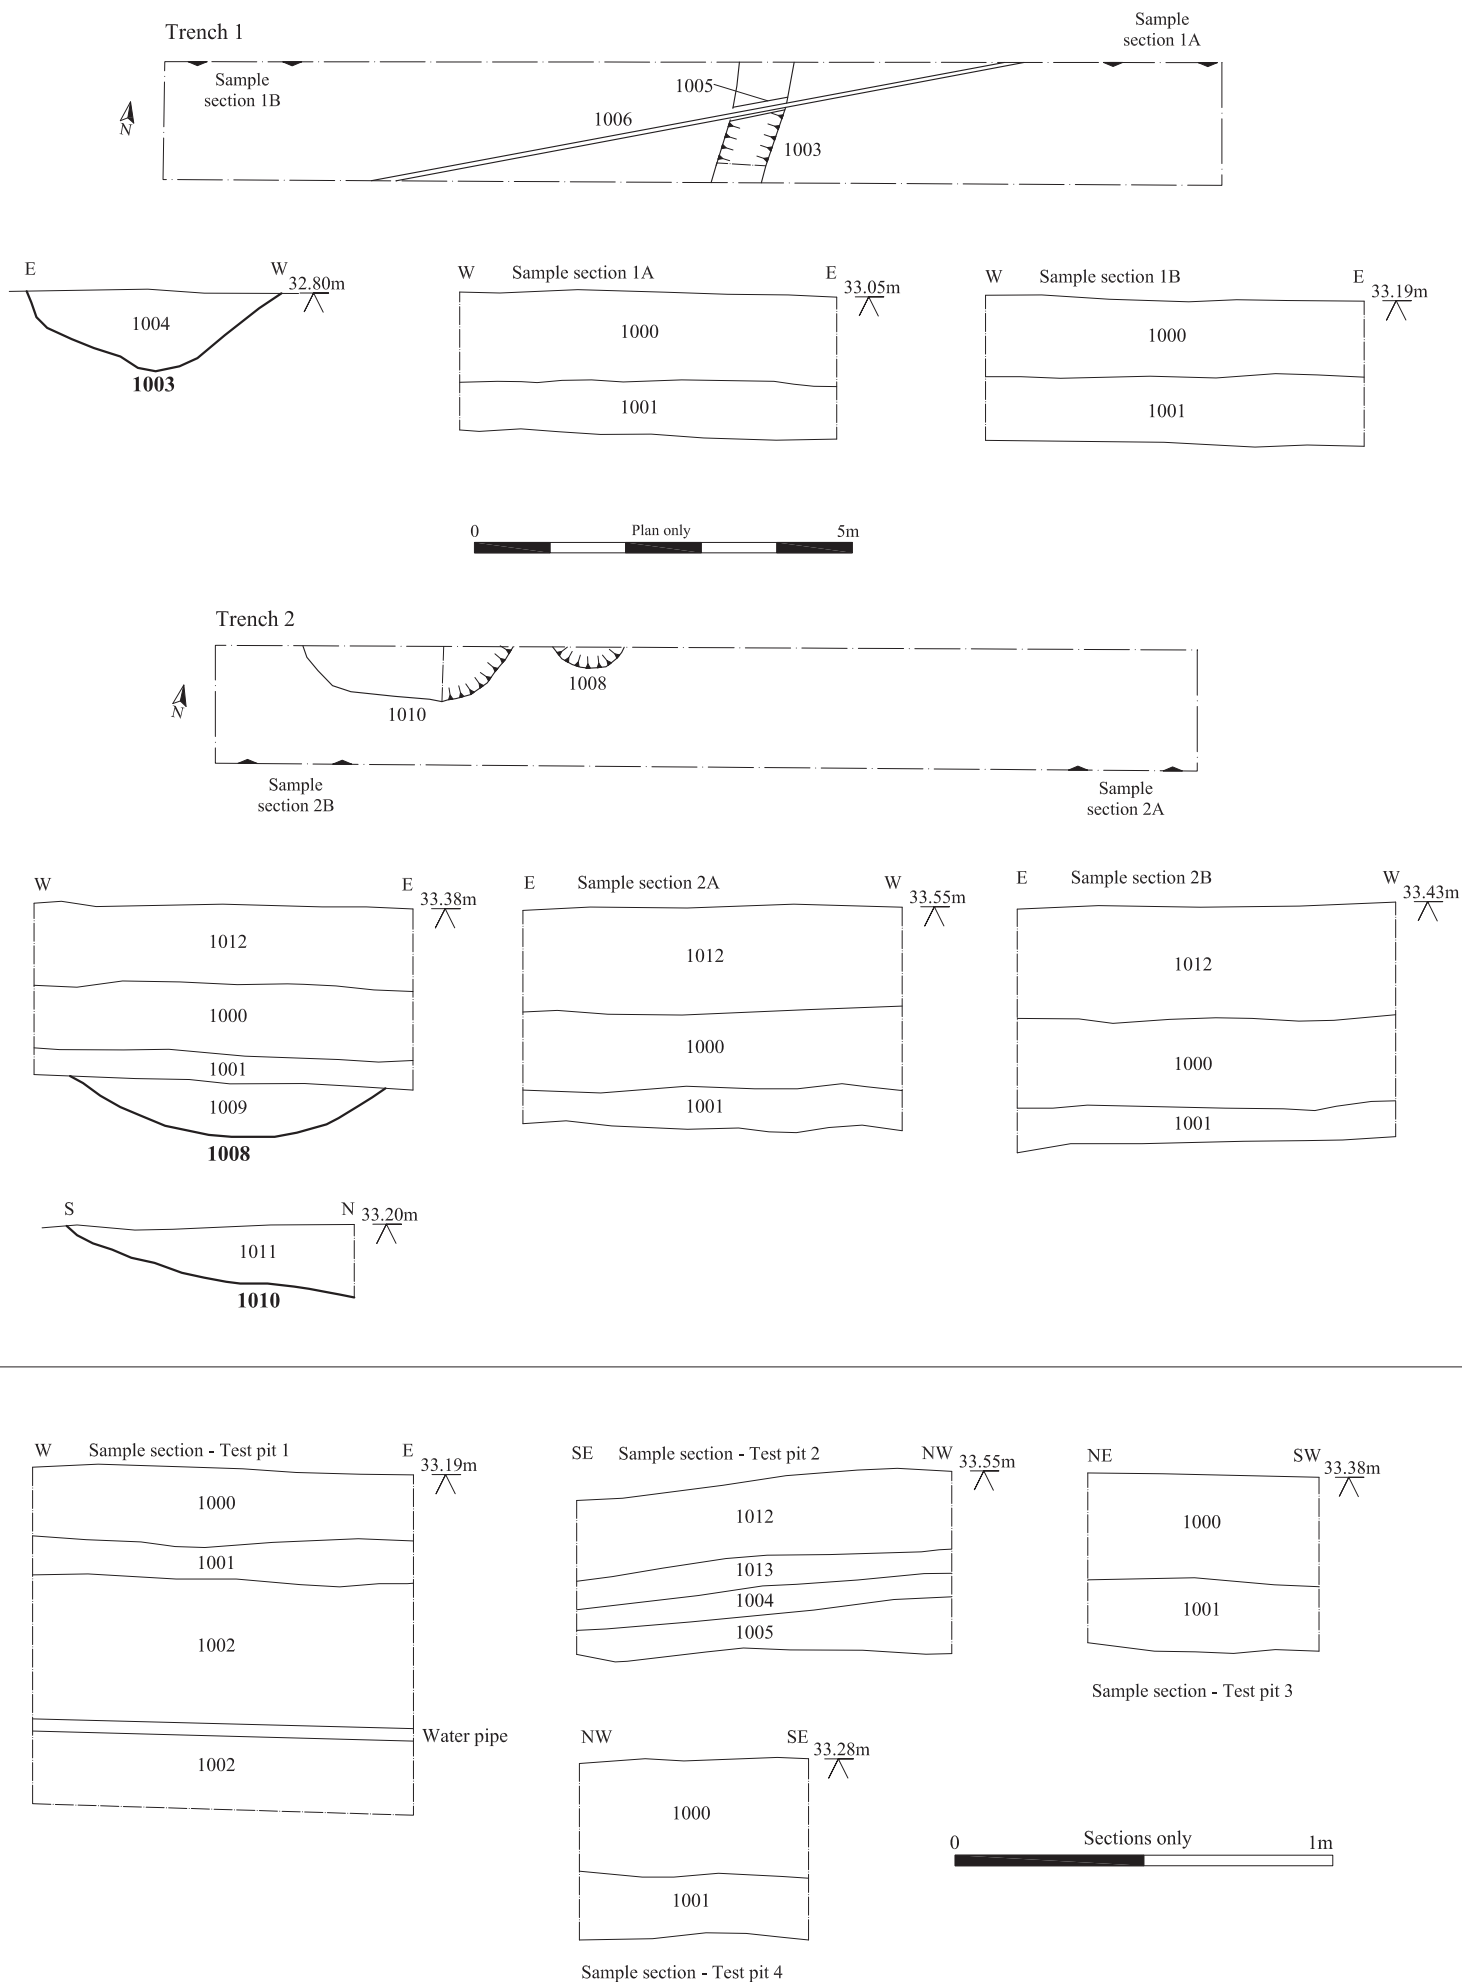 Trench 1
Sample
section 1A
Sample
section 1B
N
1005
1006
1003
E
W
32.80m
1004
1003
W
Sample section 1A
E
33.05m
1000
1001
W
Sample section 1B
E
33.19m
1000
1001
0
Plan only
5m
Trench 2
N
1010
1008
Sample
section 2B
Sample
section 2A
W
E
33.38m
1012
1000
1001
1009
1008
E
Sample section 2A
W
33.55m
1012
1000
1001
E
Sample section 2B
W
33.43m
1012
1000
1001
S
N
33.20m
1011
1010
W
Sample section - Test pit 1
E
33.19m
1000
1001
1002
Water pipe
1002
SE
Sample section - Test pit 2
NW
33.55m
1012
1013
1004
1005
NE
SW
33.38m
1000
1001
Sample section - Test pit 3
NW
SE
33.28m
1000
1001
Sample section - Test pit 4
0
Sections only
1m